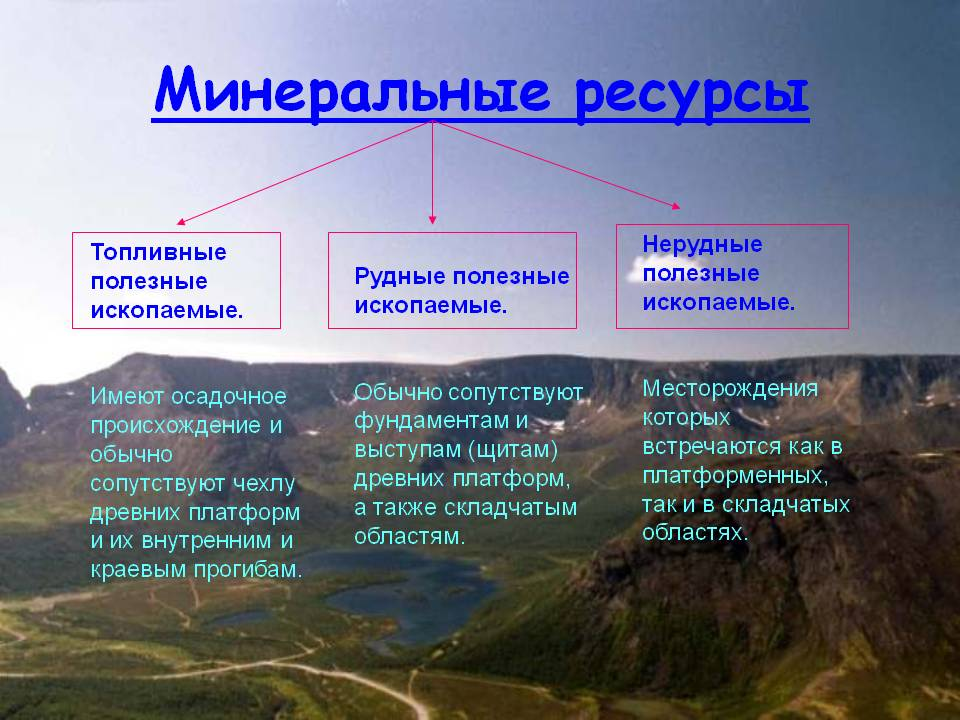 Минеральные ресурсы
Топливные
полезные
ископаемые.
Рудные полезные
ископаемые.
Нерудные
полезные
ископаемые.
Имеют осадочное
происхождение и
обычно
сопутствуют чехлу
древних платформ
и их внутренним и
краевым прогибам.
Обычно сопутствуют
фундаментам и
выступам (щитам)
древних платформ,
а также складчатым
областям.
Месторождения
которых
встречаются как в
платформенных,
так и в складчатых
областях.